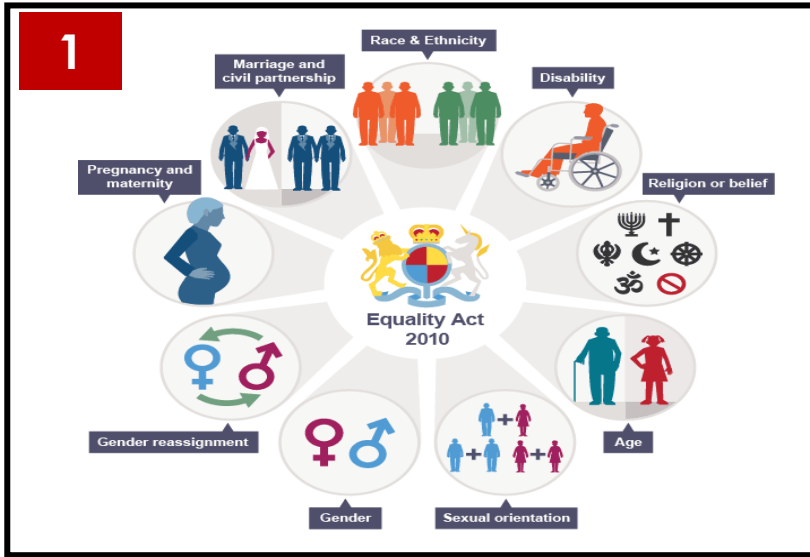 1
Race & Ethnicity
Marriage and
civil partnership
Disability
Pregnancy and
maternity
Religion or belief
Equality Act
2010
Gender reassignment
Age
Gender
Sexual orientation